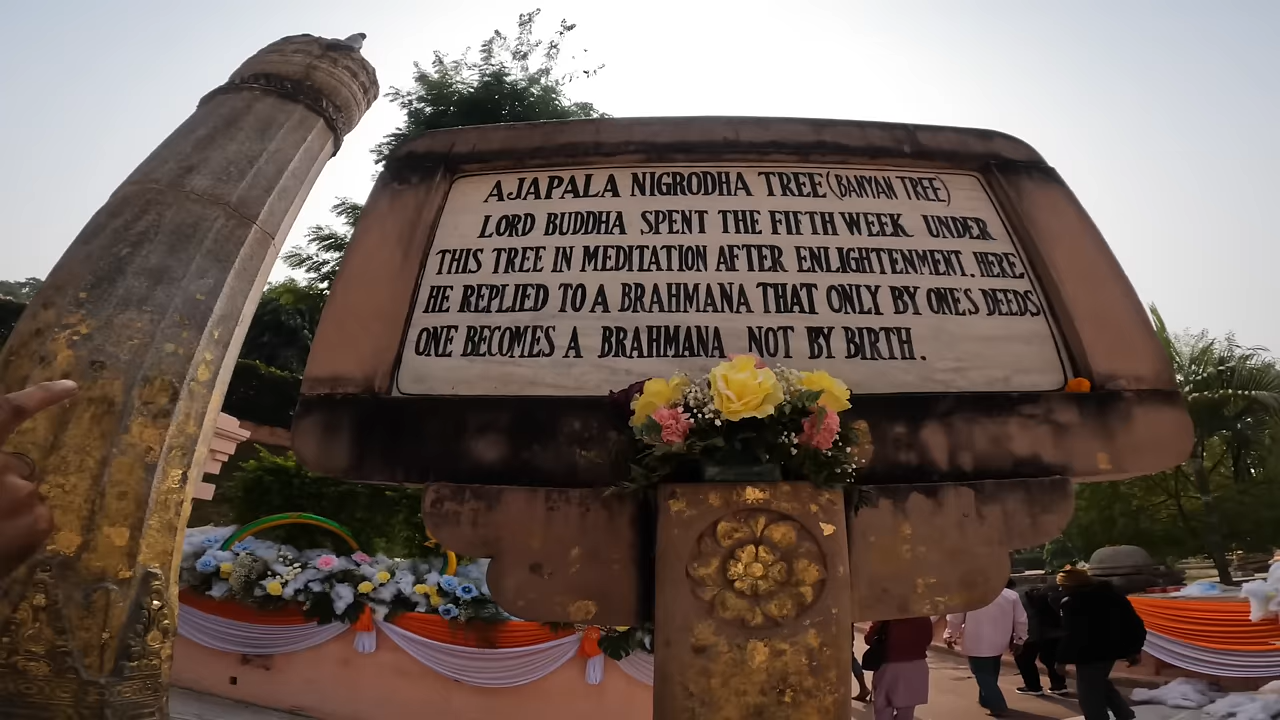 AJAPALA NIGRODHA TREE (BANYAN TREE)
LORD BUDDHA SPENT THE FIFTH WEEK UNDER
THIS TREE IN MEDITATION AFTER ENLIGHTENMENT. HERE
HE REPLIED TO A BRAHMANA THAT ONLY BY ONE'S DEEDS
ONE BECOMES A BRAHMANA NOT BY BIRTH.